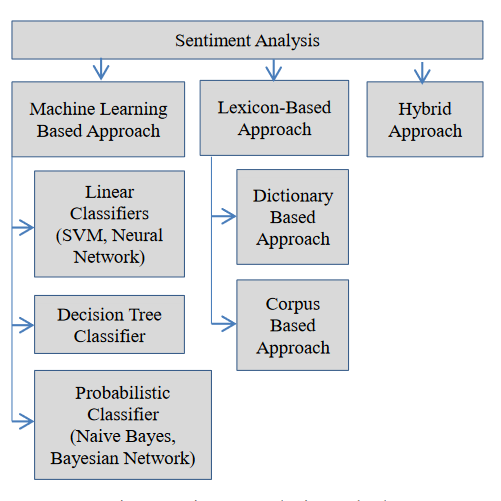 Sentiment Analysis
Machine Learning
Based Approach
Lexicon-Based
Approach
Hybrid
Approach
Linear
Classifiers
(SVM, Neural
Network)
Decision Tree
Classifier
Probabilistic
Classifier
(Naive Bayes,
Bayesian Network)
Dictionary
Based
Approach
Corpus
Based
Approach